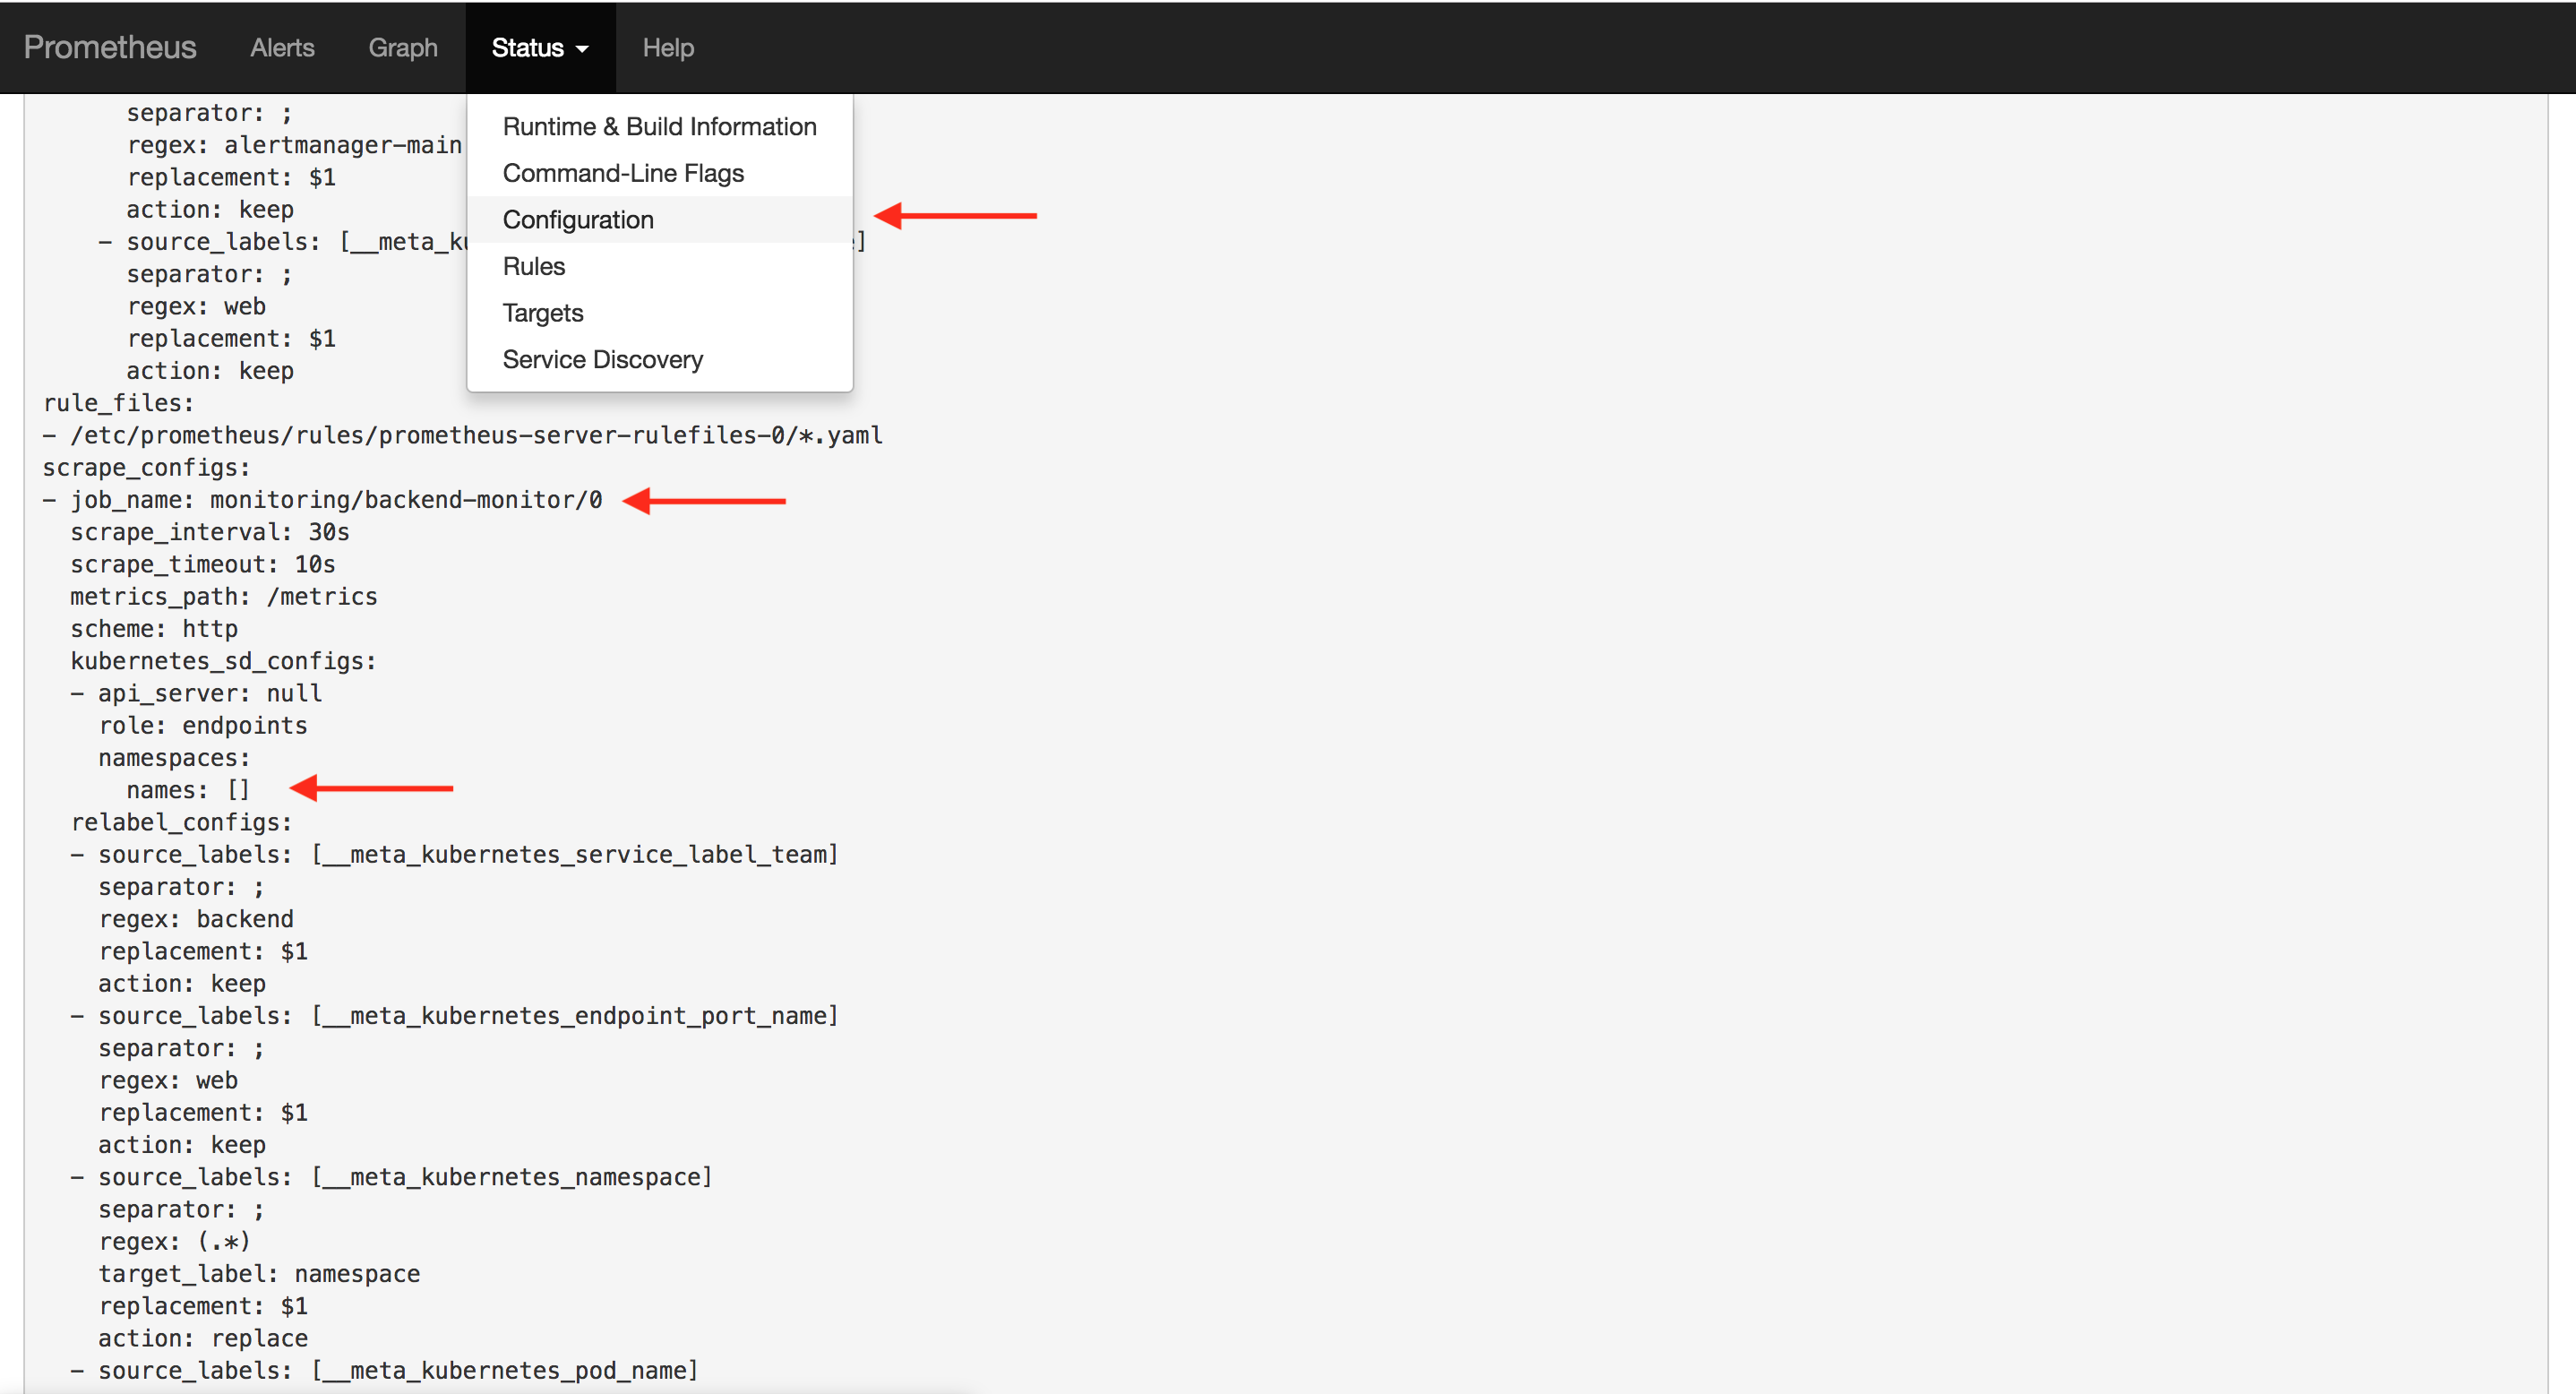 Prometheus Alerts Graph Status Help
Runtime & Build Information
Command-Line Flags
Configuration
Rules
Targets
Service Discovery
separator: ;
regex: alertmanager-main
replacement: $1
action: keep
- source_labels: [__meta_ku e]
separator: ;
regex: web
replacement: $1
action: keep
rule_files:
- /etc/prometheus/rules/prometheus-server-rulefiles-0/*.yaml
scrape_configs:
- job_name: monitoring/backend-monitor/0
scrape_interval: 30s
scrape_timeout: 10s
metrics_path: /metrics
scheme: http
kubernetes_sd_configs:
- api_server: null
role: endpoints
namespaces:
names: []
relabel_configs:
- source_labels: [__meta_kubernetes_service_label_team]
separator: ;
regex: backend
replacement: $1
action: keep
- source_labels: [__meta_kubernetes_endpoint_port_name]
separator: ;
regex: web
replacement: $1
action: keep
- source_labels: [__meta_kubernetes_namespace]
separator: ;
regex: (.*)
target_label: namespace
replacement: $1
action: replace
- source_labels: [__meta_kubernetes_pod_name]